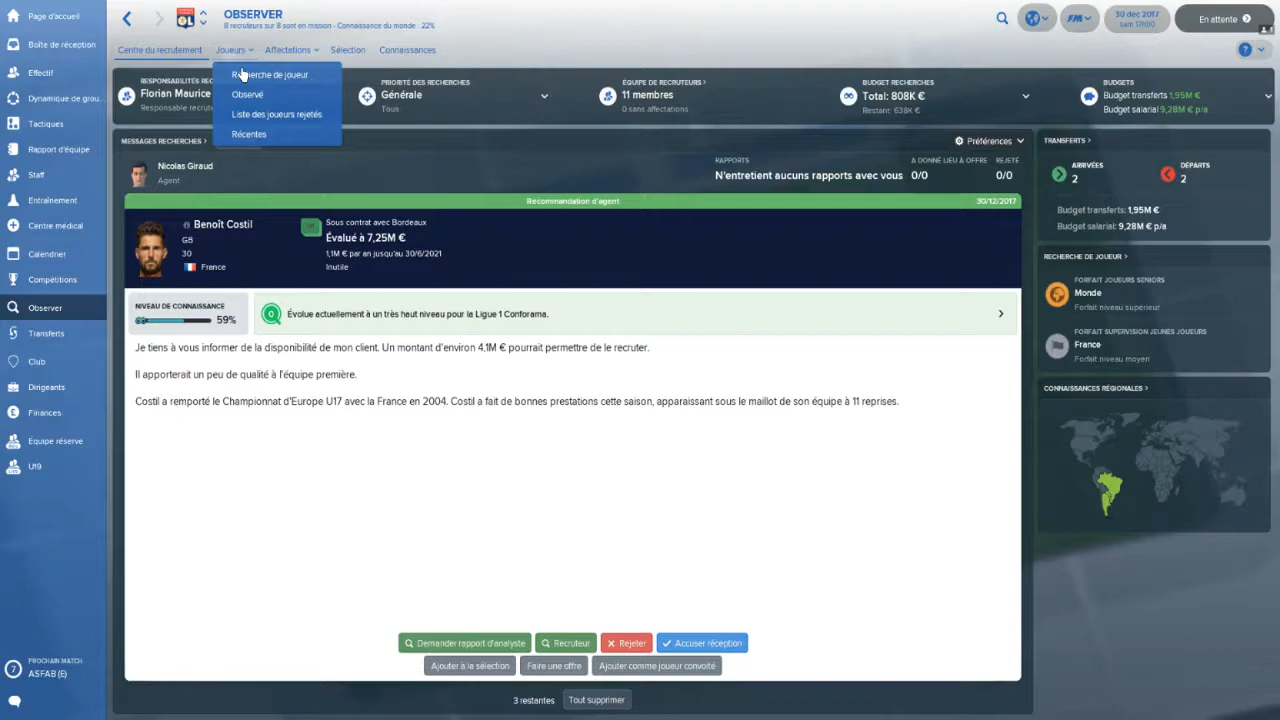 Page d'accueil
Boîte de réception
Effectif
Dynamique de grou...
Tactiques
Rapport d'équipe
Staff
Entraînement
Centre médical
Calendrier
Compétitions
Observer
Transferts
Club
Dirigeants
Finances
Equipe réserve
U19
PROCHAIN MATCH
ASFAB (E)
OBSERVER
8 recruteurs sur 8 sont en mission - Connaissance du monde : 22%
30 déc 2017
sam 17h00
En attente
Centre du recrutement
Joueurs
Affectations
Sélection
Connaissances
Recherche de joueur
Observé
Liste des joueurs rejetés
Récentes
RESPONSABILITÉS REC
Florian Maurice
Responsable recrut
PRIORITÉ DES RECHERCHES
Générale
Tous
ÉQUIPE DE RECRUTEURS >
11 membres
0 sans affectations
BUDGET RECHERCHES
Total: 808K €
Restant: 638K €
BUDGETS
Budget transferts 1,95M €
Budget salarial 9,28M € p/a
MESSAGES RECHERCHES >
Préférences
Nicolas Giraud
Agent
RAPPORTS
N'entretient aucuns rapports avec vous
A DONNÉ LIEU À OFFRE
0/0
REJETÉ
0/0
Recommandation d'agent
30/12/2017
Benoît Costil
GB
30
France
Sous contrat avec Bordeaux
Évalué à 7,25M €
1,1M € par an jusqu'au 30/6/2021
Inutile
NIVEAU DE CONNAISSANCE
59%
Évolue actuellement à un très haut niveau pour la Ligue 1 Conforama.
Je tiens à vous informer de la disponibilité de mon client. Un montant d'environ 4,1M € pourrait permettre de le recruter.
Il apporterait un peu de qualité à l'équipe première.
Costil a remporté le Championnat d'Europe U17 avec la France en 2004. Costil a fait de bonnes prestations cette saison, apparaissant sous le maillot de son équipe à 11 reprises.
Demander rapport d'analyste
Recruteur
Rejeter
Accuser réception
Ajouter à la sélection
Faire une offre
Ajouter comme joueur convoité
3 restantes
Tout supprimer
TRANSFERTS >
ARRIVÉES
2
DÉPARTS
2
Budget transferts: 1,95M €
Budget salarial: 9,28M € p/a
RECHERCHE DE JOUEUR >
FORFAIT JOUEURS SENIORS
Monde
Forfait niveau supérieur
FORFAIT SUPERVISION JEUNES JOUEURS
France
Forfait niveau moyen
CONNAISSANCES RÉGIONALES >